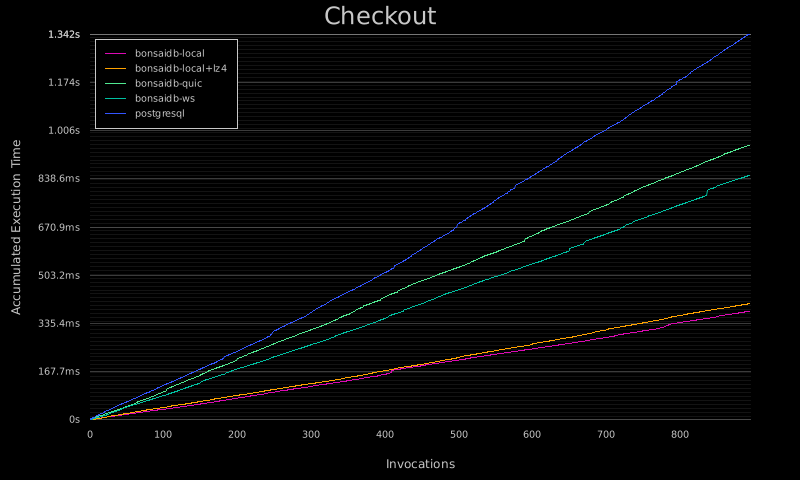 Checkout
1.342s
1.174s
1.006s
838.6ms
670.9ms
503.2ms
335.4ms
167.7ms
0s
bonsaidb-local
bonsaidb-local+lz4
bonsaidb-quic
bonsaidb-ws
postgresql
Accumulated Execution Time
0 100 200 300 400 500 600 700 800
Invocations